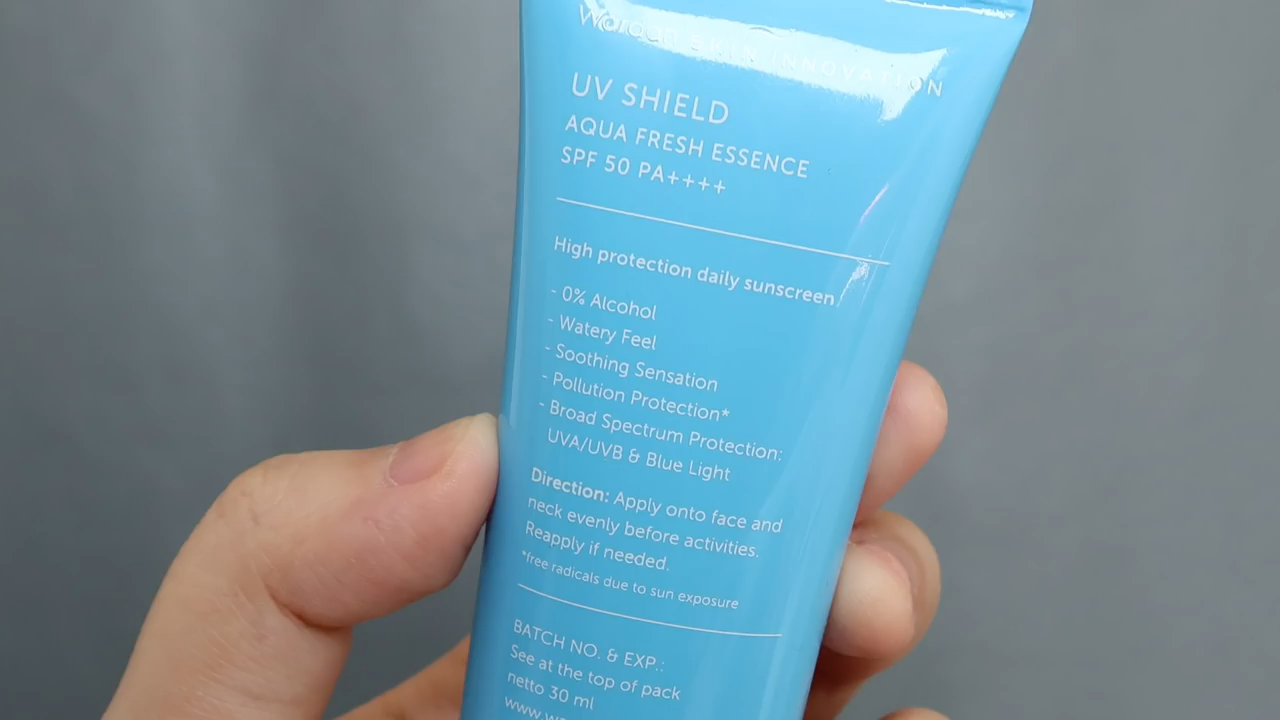 Wardah SKIN INNOVATION
UV SHIELD
AQUA FRESH ESSENCE
SPF 50 PA++++
High protection daily sunscreen
- 0% Alcohol
- Watery Feel
- Soothing Sensation
- Pollution Protection*
- Broad Spectrum Protection:
UVA/UVB & Blue Light
Direction: Apply onto face and
neck evenly before activities.
Reapply if needed.
*free radicals due to sun exposure
BATCH NO. & EXP.:
See at the top of pack
netto 30 ml